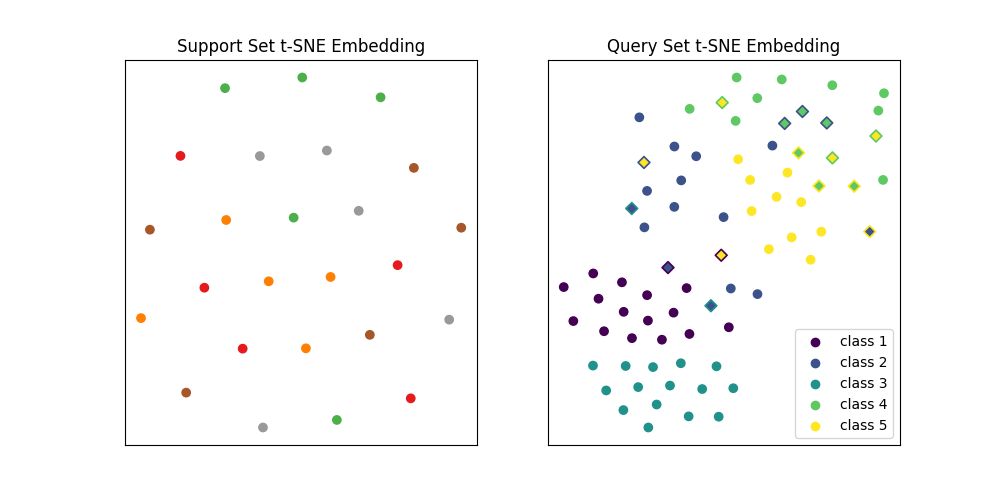 Support Set t-SNE Embedding
Query Set t-SNE Embedding
class 1
class 2
class 3
class 4
class 5